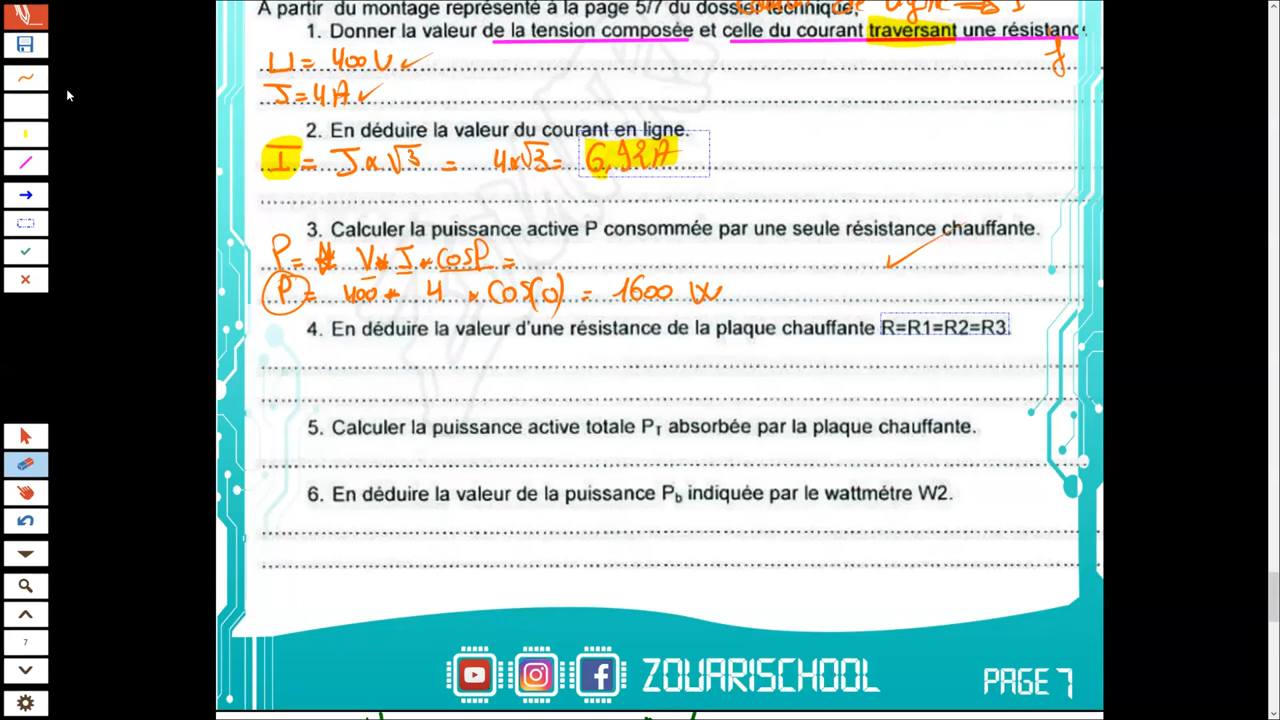 A partir du montage représenté à la page 5/7 du dossier technique,
1. Donner la valeur de la tension composée et celle du courant traversant une résistanc
U = 400 V ✓
J = 4A ✓
2. En déduire la valeur du courant en ligne.
I = J * √3 = 4 * √3 = 6,92 A
3. Calculer la puissance active P consommée par une seule résistance chauffante.
P = V * J * cosφ =
P = 400 * 4 * cos(0) = 1600 W
4. En déduire la valeur d'une résistance de la plaque chauffante R=R1=R2=R3.
5. Calculer la puissance active totale PT absorbée par la plaque chauffante.
6. En déduire la valeur de la puissance Pb indiquée par le wattmétre W2.
ZOUARISCHOOL
PAGE 7
7